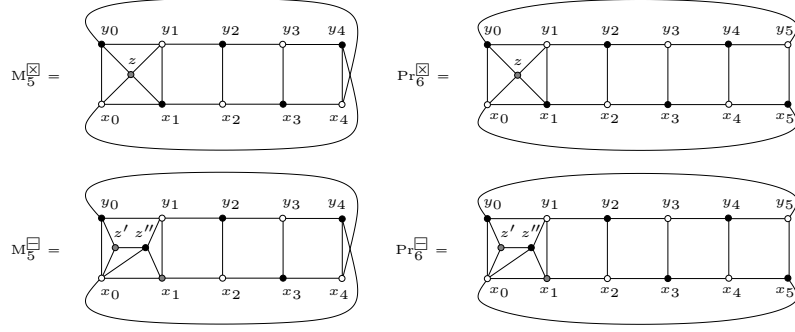 y₀ y₁ y₂ y₃ y₄ y₀ y₁ y₂ y₃ y₄ y₅
M₅^⊠ = z Pr₆^⊠ = z
x₀ x₁ x₂ x₃ x₄ x₀ x₁ x₂ x₃ x₄ x₅
y₀ y₁ y₂ y₃ y₄ y₀ y₁ y₂ y₃ y₄ y₅
M₅^⊟ = z′ z″ Pr₆^⊟ = z′ z″
x₀ x₁ x₂ x₃ x₄ x₀ x₁ x₂ x₃ x₄ x₅